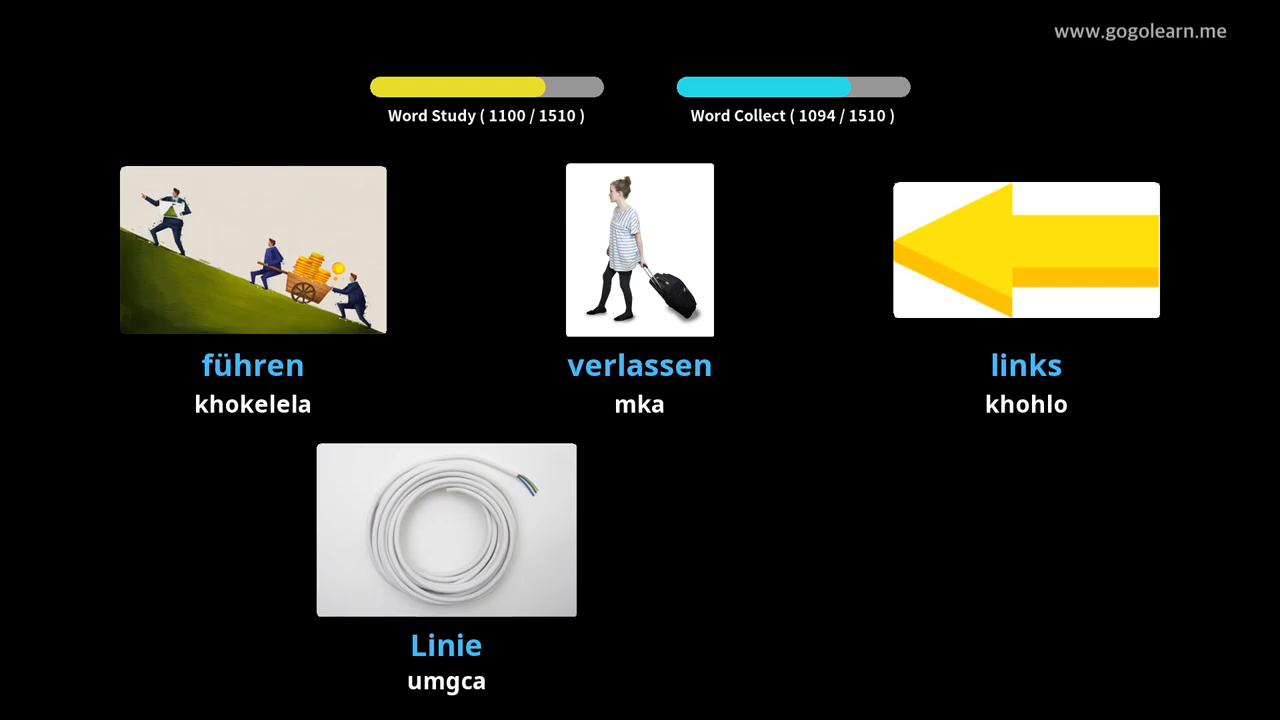 www.gogolearn.me
Word Study ( 1100 / 1510 )
Word Collect ( 1094 / 1510 )
führen
khokelela
verlassen
mka
links
khohlo
Linie
umgca